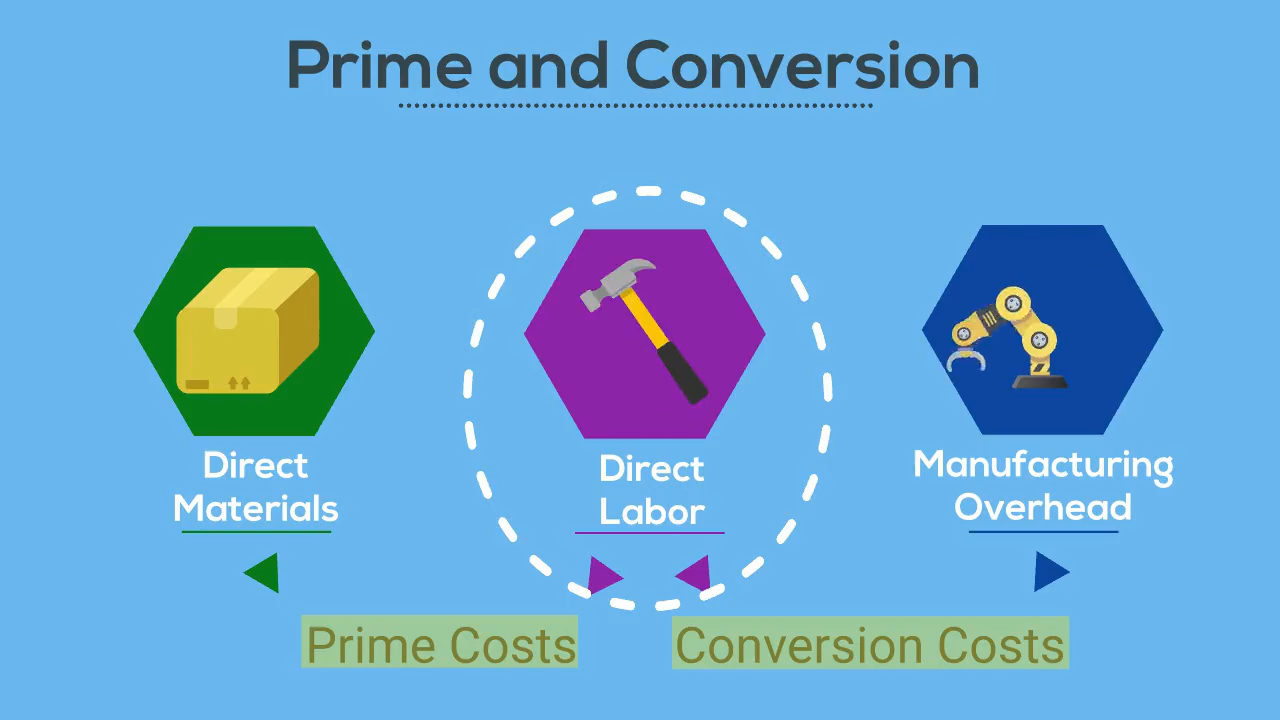 Prime and Conversion
Direct
Materials
Direct
Labor
Manufacturing
Overhead
Prime Costs
Conversion Costs